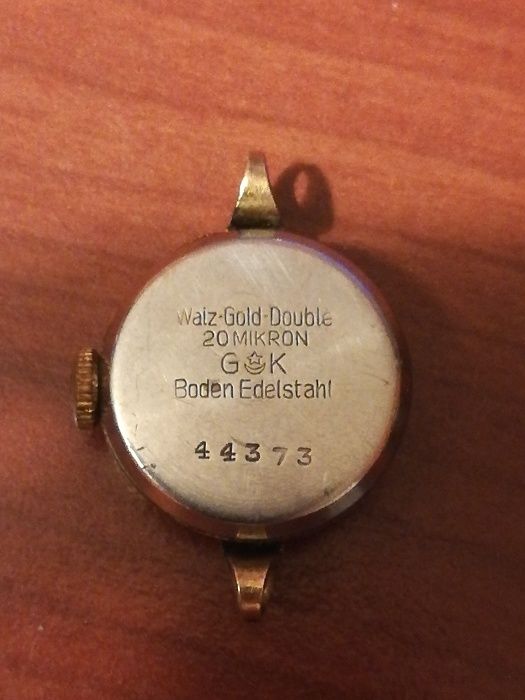 Walz-Gold-Double
20 MIKRON
G K
Boden Edelstahl
44373